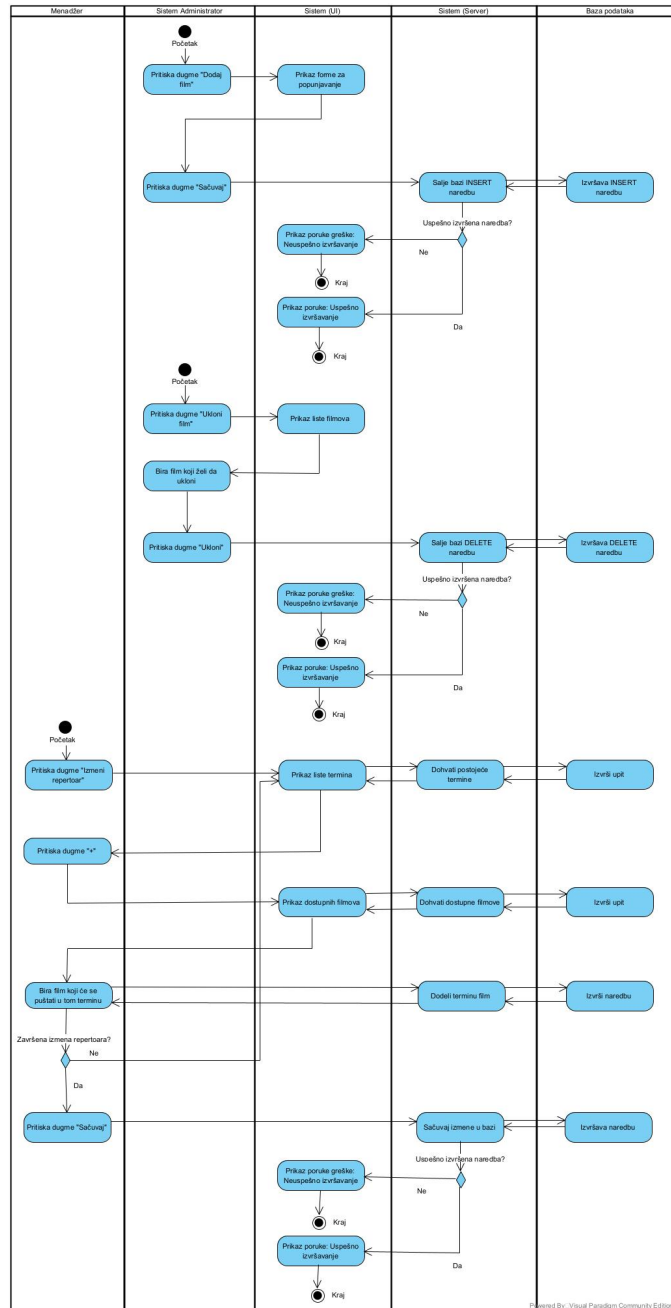 Menadžer
Sistem Administrator
Sistem (UI)
Sistem (Server)
Baza podataka
Početak
Pritiska dugme "Dodaj
film"
Prikaz forme za
popunjavanje
Pritiska dugme "Sačuvaj"
Salje bazi INSERT
naredbu
Izvršava INSERT
naredbu
Uspešno izvršena naredba?
Prikaz poruke greške:
Neuspešno izvršavanje
Ne
Kraj
Prikaz poruke: Uspešno
izvršavanje
Da
Kraj
Početak
Pritiska dugme "Ukloni
film"
Prikaz liste filmova
Bira film koji želi da
ukloni
Pritiska dugme "Ukloni"
Salje bazi DELETE
naredbu
Izvršava DELETE
naredbu
Uspešno izvršena naredba?
Prikaz poruke greške:
Neuspešno izvršavanje
Ne
Kraj
Prikaz poruke: Uspešno
izvršavanje
Da
Kraj
Početak
Pritiska dugme "Izmeni
repertoar"
Prikaz liste termina
Dohvati postojeće
termine
Izvrši upit
Pritiska dugme "+"
Prikaz dostupnih filmova
Dohvati dostupne filmove
Izvrši upit
Bira film koji će se
puštati u tom terminu
Dodeli terminu film
Izvrši naredbu
Završena izmena repertoara?
Ne
Da
Pritiska dugme "Sačuvaj"
Sačuvaj izmene u bazi
Izvršava naredbu
Uspešno izvršena naredba?
Prikaz poruke greške:
Neuspešno izvršavanje
Ne
Kraj
Prikaz poruke: Uspešno
izvršavanje
Da
Kraj
Powered By: Visual Paradigm Community Edition